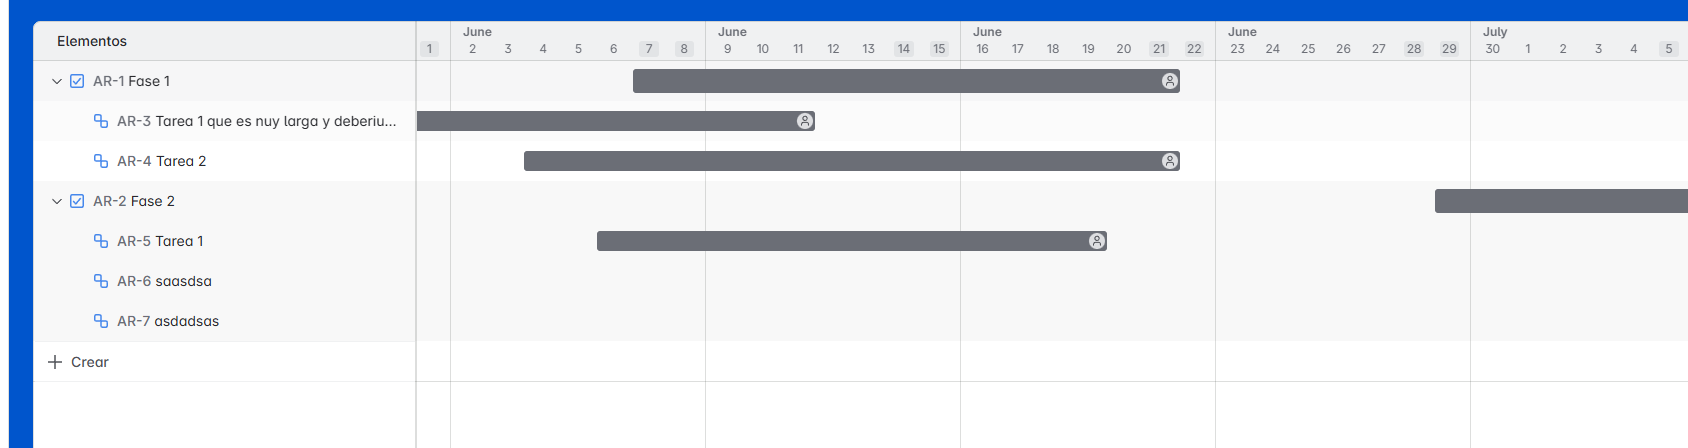 Elementos
June June June June July
1 2 3 4 5 6 7 8 9 10 11 12 13 14 15 16 17 18 19 20 21 22 23 24 25 26 27 28 29 30 1 2 3 4 5
AR-1 Fase 1
AR-3 Tarea 1 que es nuy larga y deberiu...
AR-4 Tarea 2
AR-2 Fase 2
AR-5 Tarea 1
AR-6 saasdsa
AR-7 asdadsas
Crear